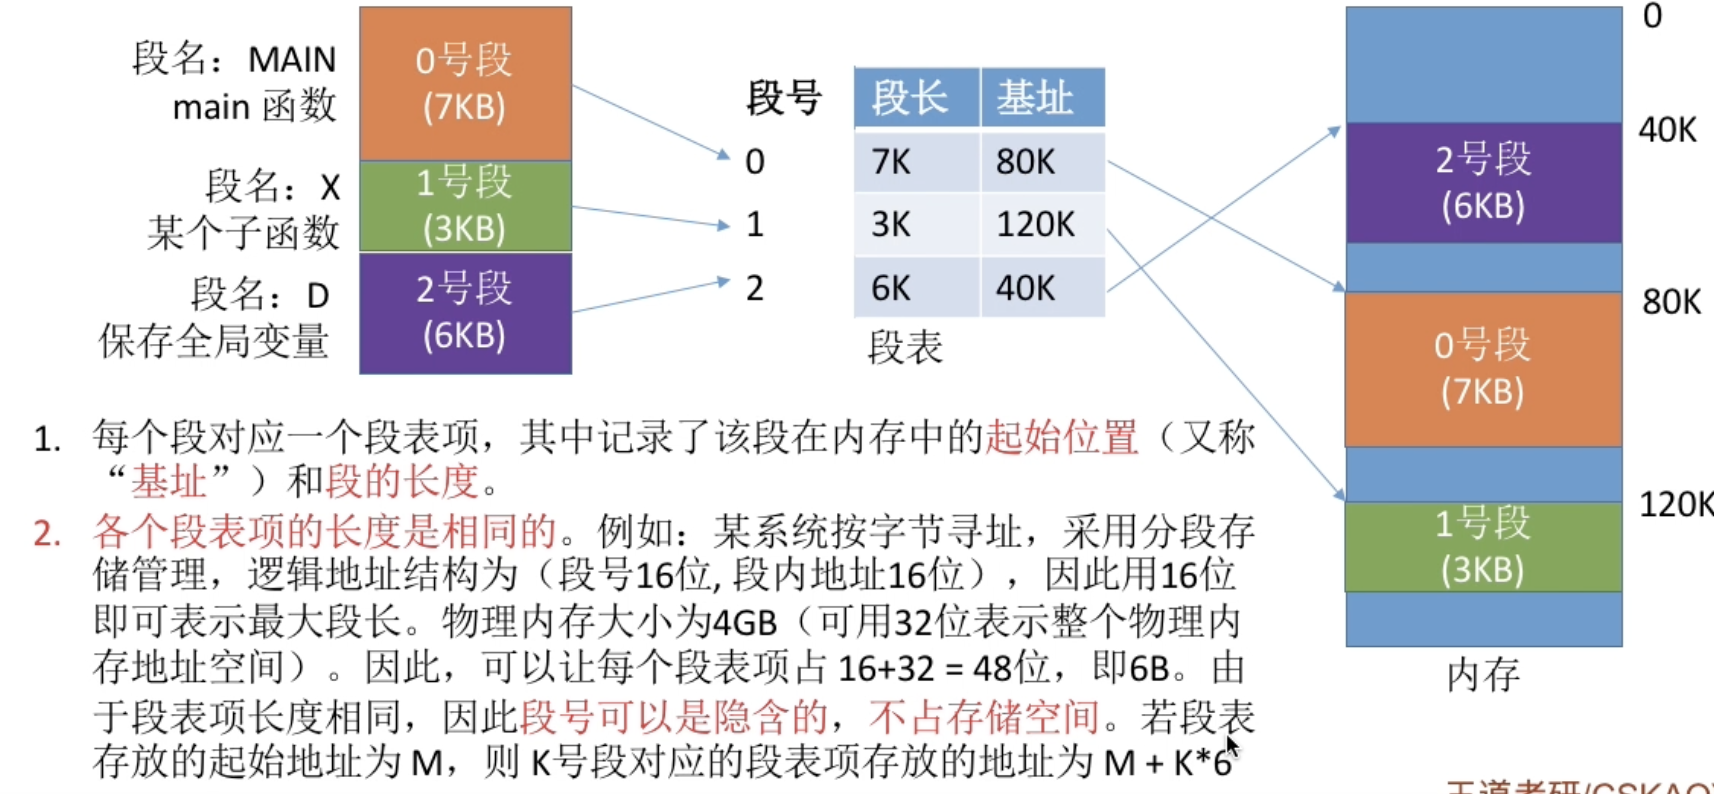 段名：MAIN
main 函数
0号段
(7KB)
段名：X
某个子函数
1号段
(3KB)
段名：D
保存全局变量
2号段
(6KB)
段号 段长 基址
0 7K 80K
1 3K 120K
2 6K 40K
段表
0
40K
2号段
(6KB)
80K
0号段
(7KB)
120K
1号段
(3KB)
内存
1. 每个段对应一个段表项，其中记录了该段在内存中的起始位置（又称
“基址”）和段的长度。
2. 各个段表项的长度是相同的。例如：某系统按字节寻址，采用分段存
储管理，逻辑地址结构为（段号16位, 段内地址16位），因此用16位
即可表示最大段长。物理内存大小为4GB（可用32位表示整个物理内
存地址空间）。因此，可以让每个段表项占 16+32 = 48位，即6B。由
于段表项长度相同，因此段号可以是隐含的，不占存储空间。若段表
存放的起始地址为 M，则 K号段对应的段表项存放的地址为 M + K*6
王道考研/CSKAOY